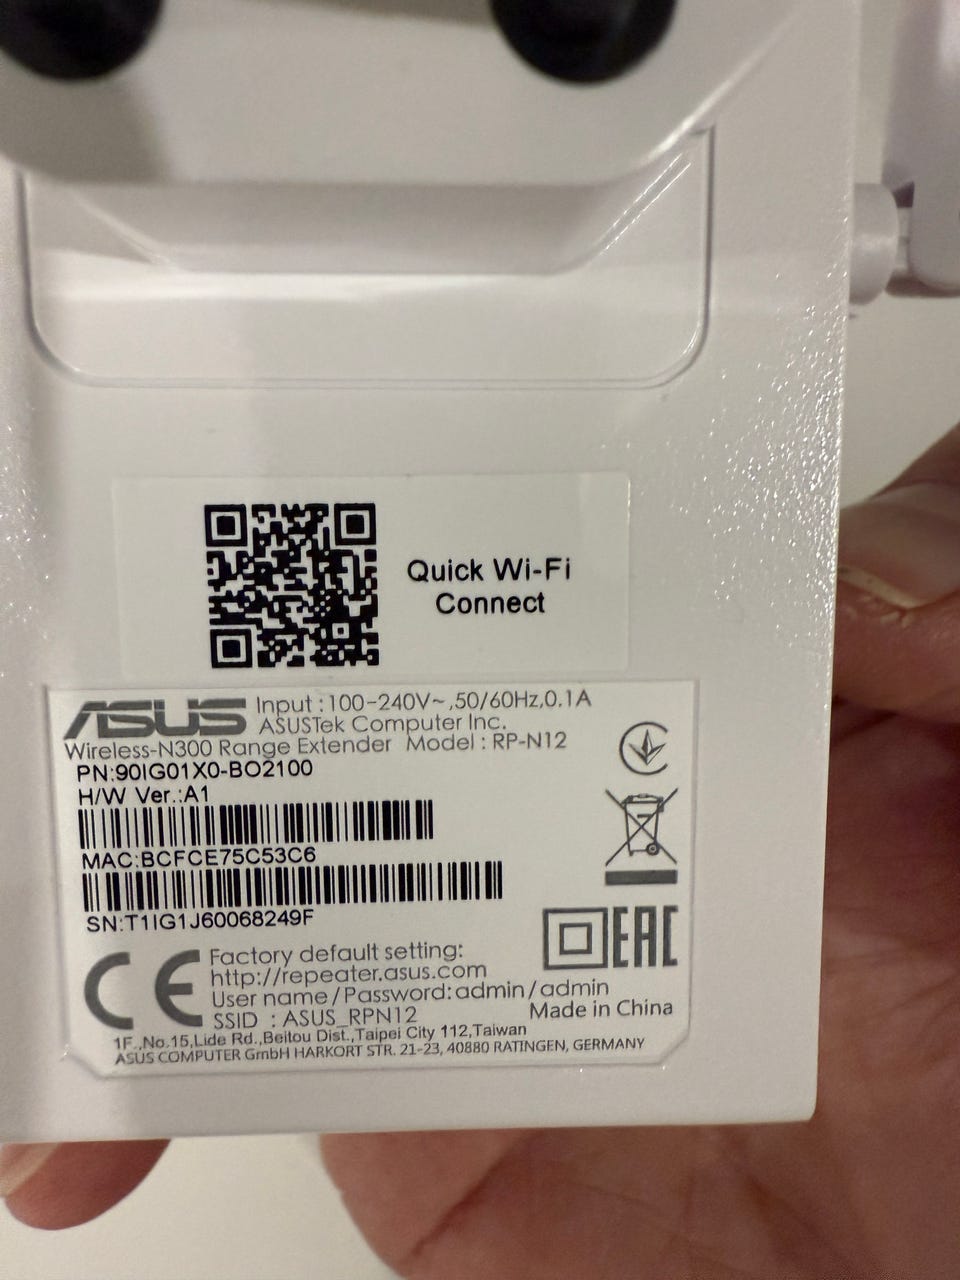 Quick Wi-Fi
Connect
ASUS Input : 100-240V~,50/60Hz,0.1A
ASUSTek Computer Inc.
Wireless-N300 Range Extender Model : RP-N12
PN:90IG01X0-BO2100
H/W Ver.:A1
MAC:BCFCE75C53C6
SN:T1IG1J60068249F
EAC
CE
Factory default setting:
http://repeater.asus.com
User name/Password: admin/admin
SSID : ASUS_RPN12
Made in China
1F.,No.15,Lide Rd.,Beitou Dist.,Taipei City 112,Taiwan
ASUS COMPUTER GmbH HARKORT STR. 21-23, 40880 RATINGEN, GERMANY